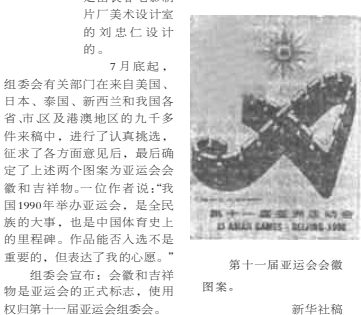 片厂美术设计室
的刘忠仁设计
的。
7月底起，
组委会有关部门在来自美国、
日本、泰国、新西兰和我国各
省、市、区及港澳地区的九千多
件来稿中，进行了认真挑选，
征求了各方面意见后，最后确
定了上述两个图案为亚运会会
徽和吉祥物。一位作者说：“我
国1990年举办亚运会，是全民
族的大事，也是中国体育史上
的里程碑。作品能否入选不是
重要的，但表达了我的心愿。”
组委会宣布：会徽和吉祥
物是亚运会的正式标志，使用
权归第十一届亚运会组委会。
第十一届亚洲运动会
XI ASIAN GAMES - BEIJING 1990
第十一届亚运会会徽
图案。
新华社稿